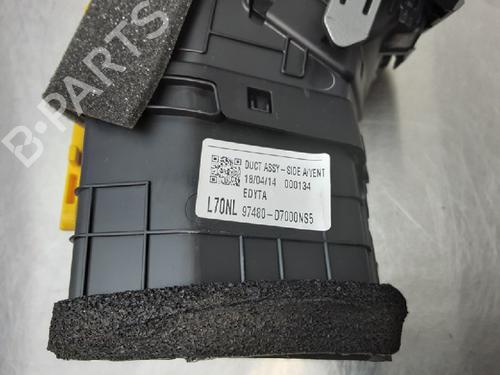 B-PARTS
DUCT ASSY-SIDE A/VENT
18/04/14 000134
EDYTA
L70NL 97480-D7000NS5